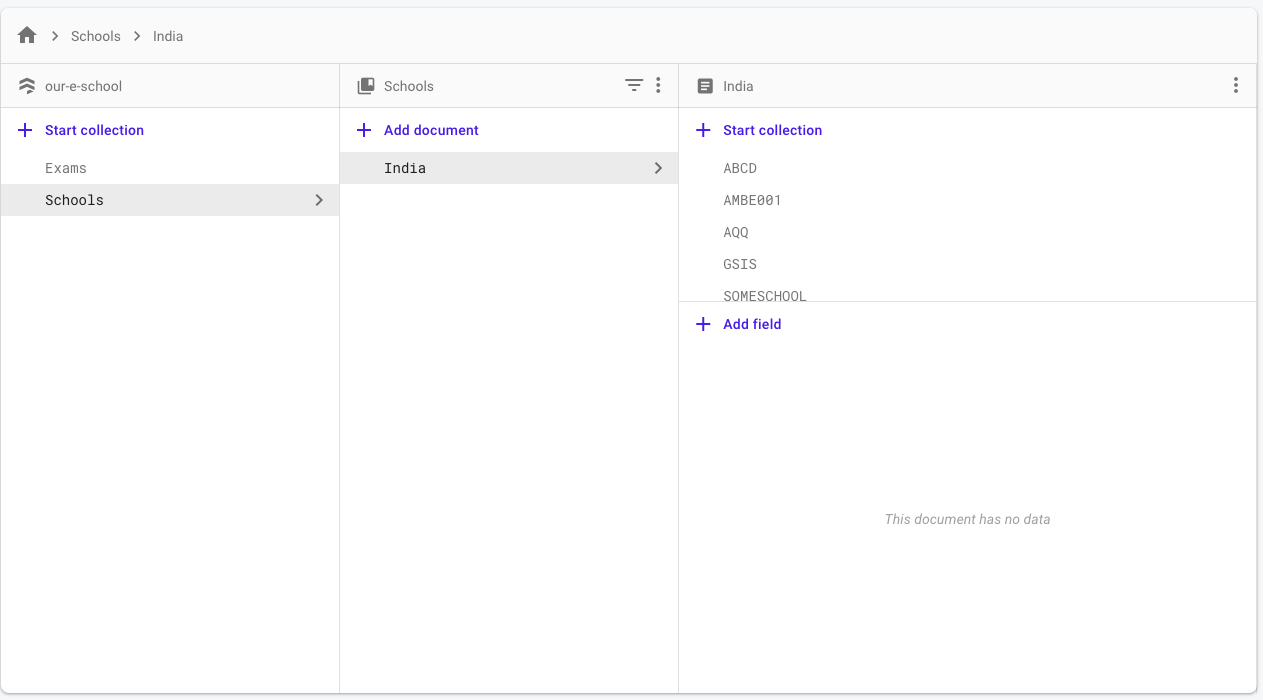 Schools India
our-e-school
Start collection
Exams
Schools
Schools
Add document
India
India
Start collection
ABCD
AMBE001
AQQ
GSIS
SOMESCHOOL
Add field
This document has no data